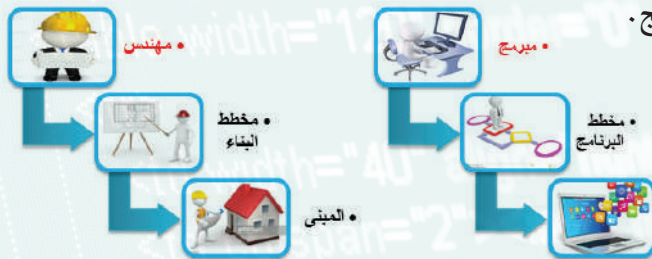 ج.
• مبرمج
• مخطط
البرنامج
• مهندس
• مخطط
البناء
• المبنى